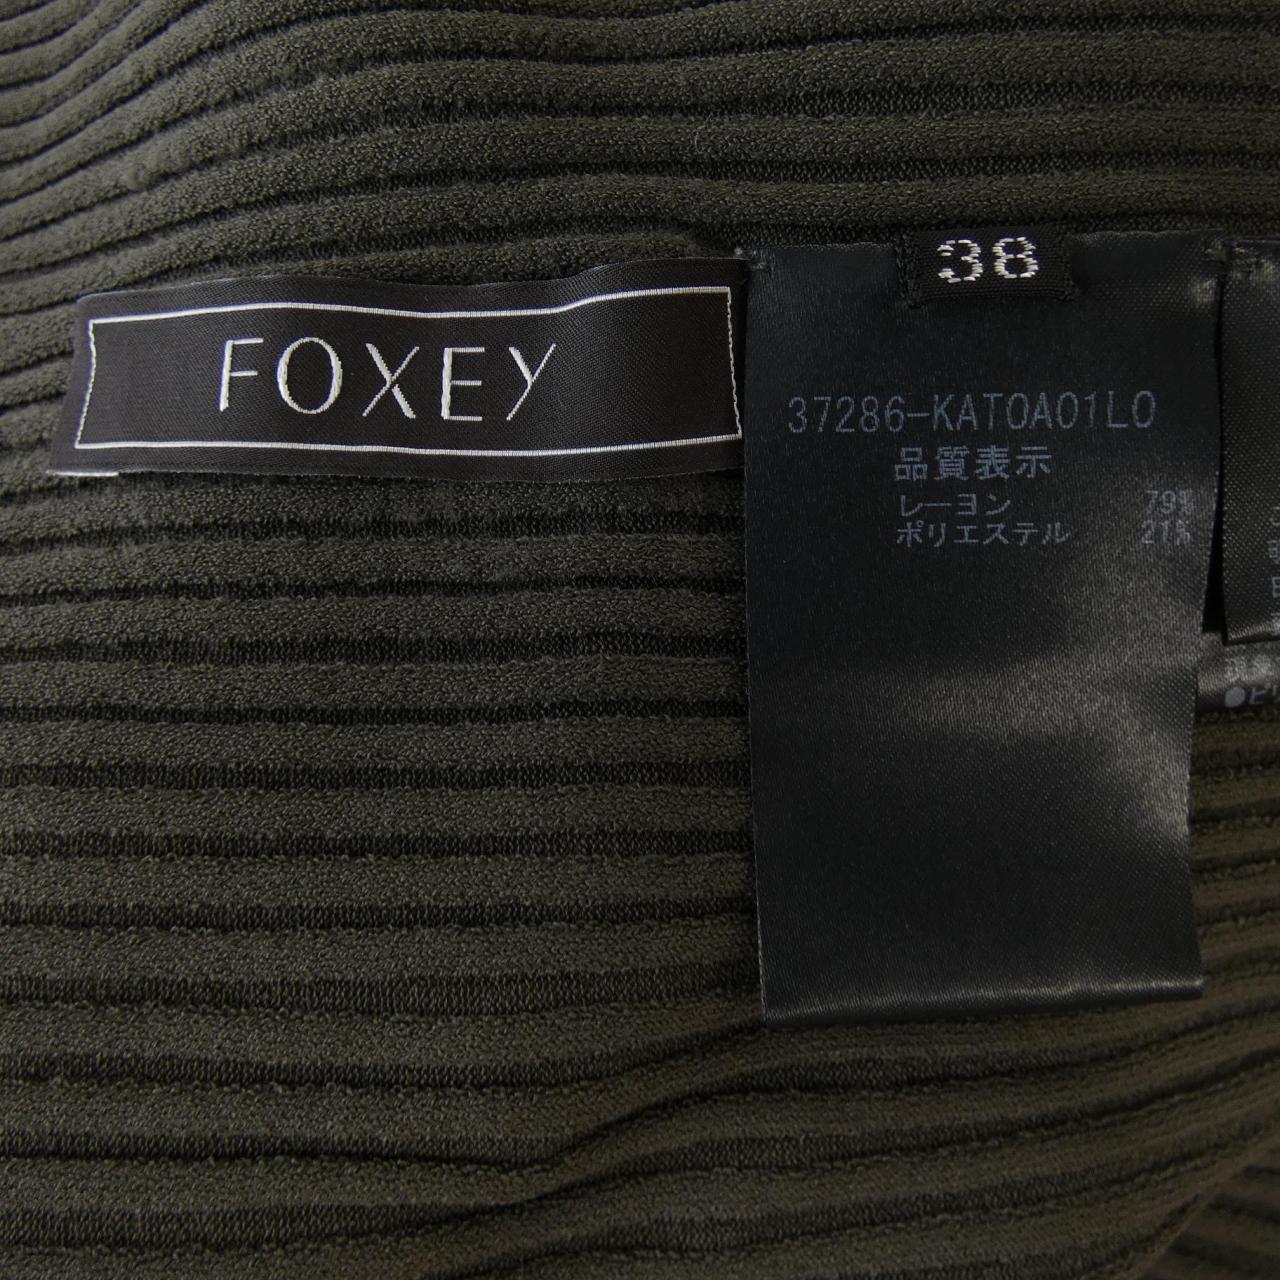 FOXEY
38
37286-KAT0A01L0
品質表示
レーヨン 79%
ポリエステル 21%